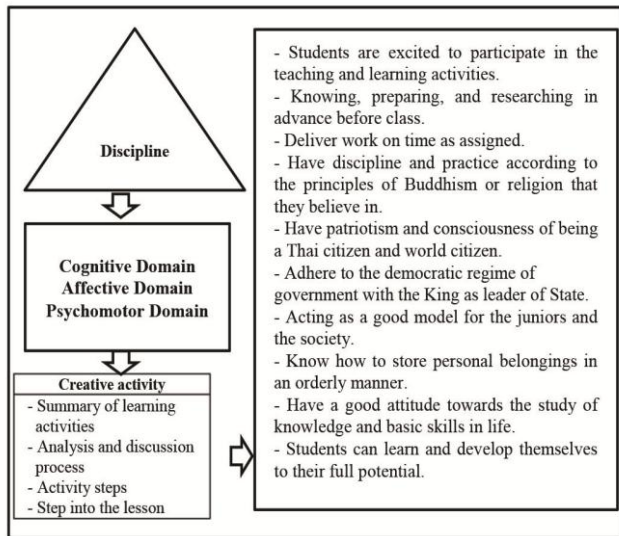 Discipline
Cognitive Domain
Affective Domain
Psychomotor Domain
Creative activity
- Summary of learning
activities
- Analysis and discussion
process
- Activity steps
- Step into the lesson
- Students are excited to participate in the
teaching and learning activities.
- Knowing, preparing, and researching in
advance before class.
- Deliver work on time as assigned.
- Have discipline and practice according to
the principles of Buddhism or religion that
they believe in.
- Have patriotism and consciousness of being
a Thai citizen and world citizen.
- Adhere to the democratic regime of
government with the King as leader of State.
- Acting as a good model for the juniors and
the society.
- Know how to store personal belongings in
an orderly manner.
- Have a good attitude towards the study of
knowledge and basic skills in life.
- Students can learn and develop themselves
to their full potential.